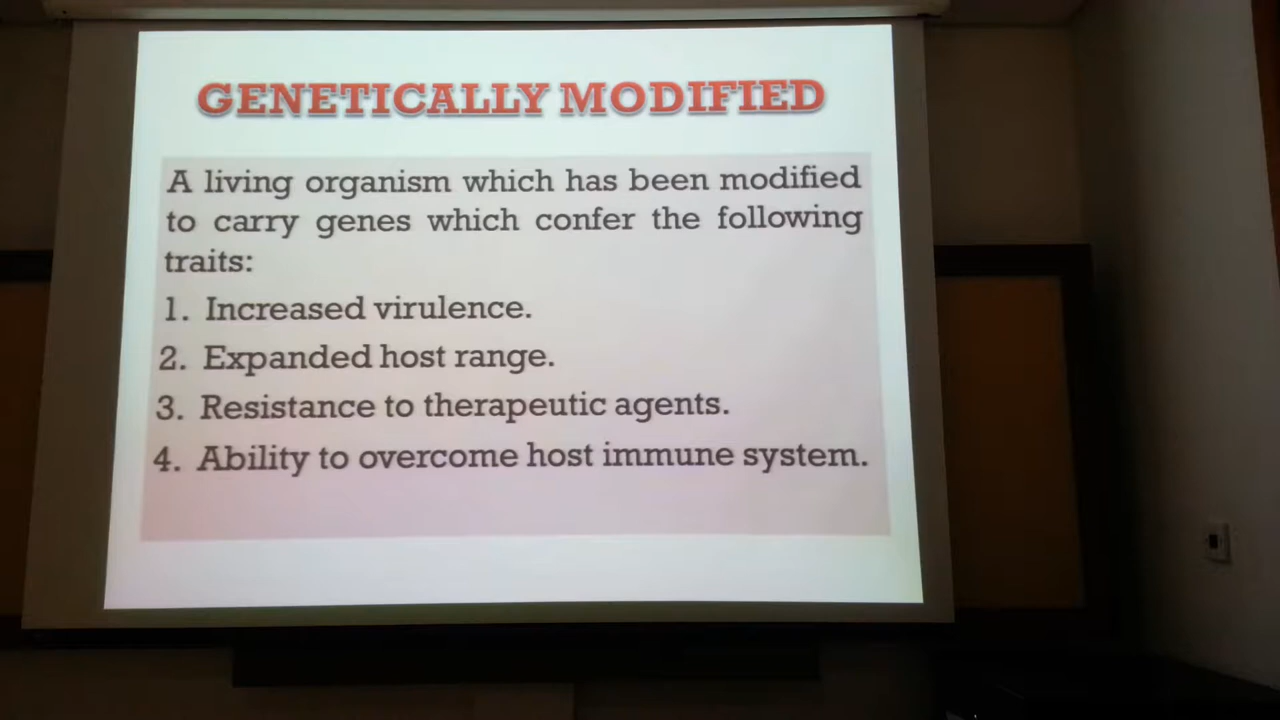 GENETICALLY MODIFIED
A living organism which has been modified
to carry genes which confer the following
traits:
1. Increased virulence.
2. Expanded host range.
3. Resistance to therapeutic agents.
4. Ability to overcome host immune system.